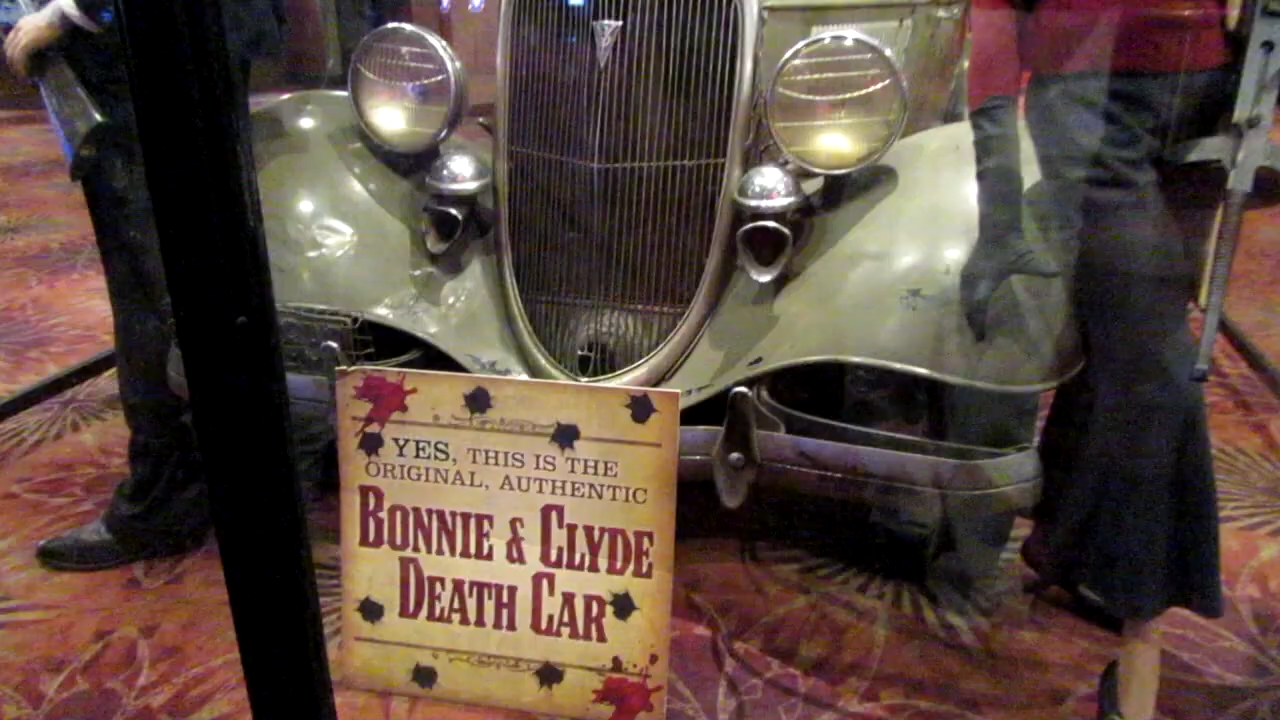 YES, THIS IS THE
ORIGINAL, AUTHENTIC
BONNIE & CLYDE
DEATH CAR